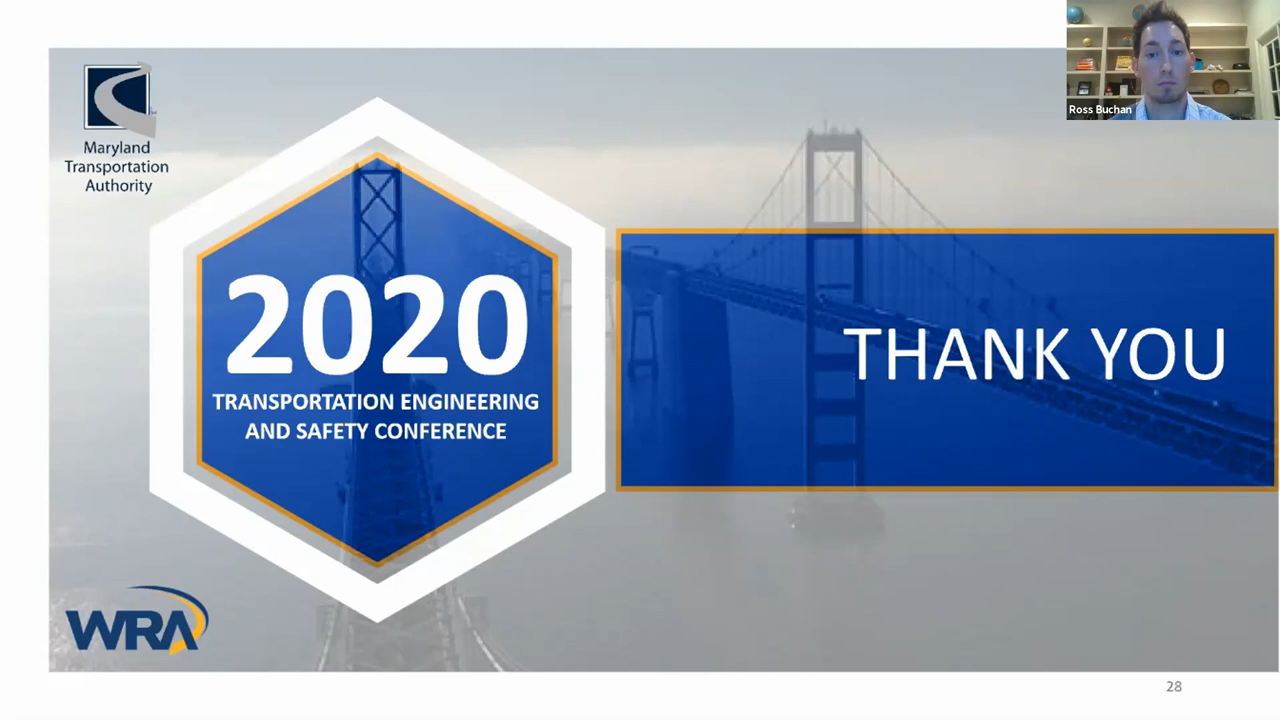 Ross Buchan
Maryland
Transportation
Authority
2020
TRANSPORTATION ENGINEERING
AND SAFETY CONFERENCE
THANK YOU
WRA
28